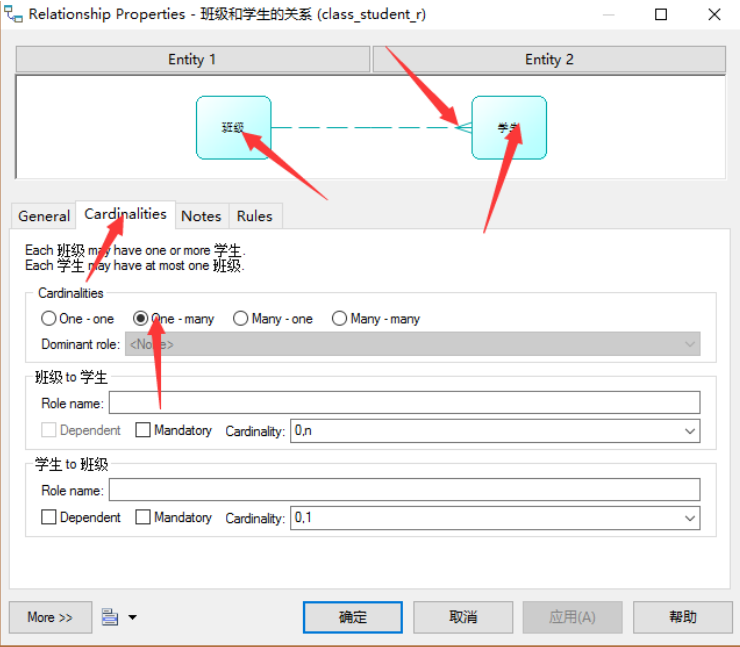 Relationship Properties - 班级和学生的关系 (class_student_r)
Entity 1 Entity 2
班级 学生
General Cardinalities Notes Rules
Each 班级 may have one or more 学生.
Each 学生 may have at most one 班级.
Cardinalities
One - one One - many Many - one Many - many
Dominant role: <None>
班级 to 学生
Role name:
Dependent Mandatory Cardinality: 0,n
学生 to 班级
Role name:
Dependent Mandatory Cardinality: 0,1
More >> 确定 取消 应用(A) 帮助